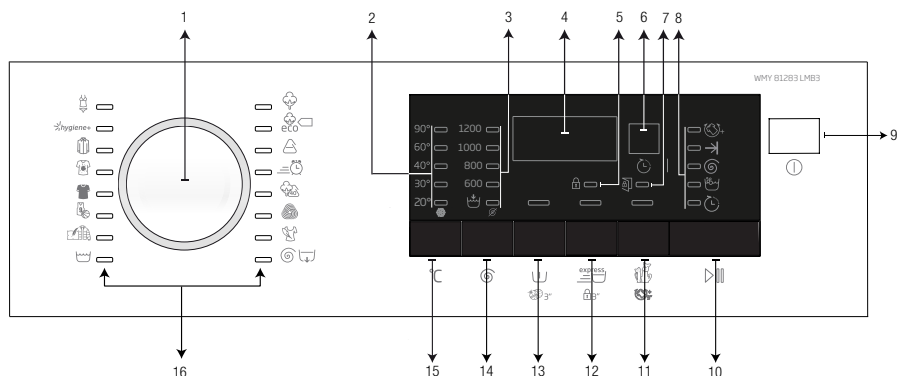 1 2 3 4 5 6 7 8
WMY 81283 LMB3
hygiene+
eco
90° 1200
60° 1000
40° 800
30° 600
20°
9
°C
express
3" 3"
16 15 14 13 12 11 10